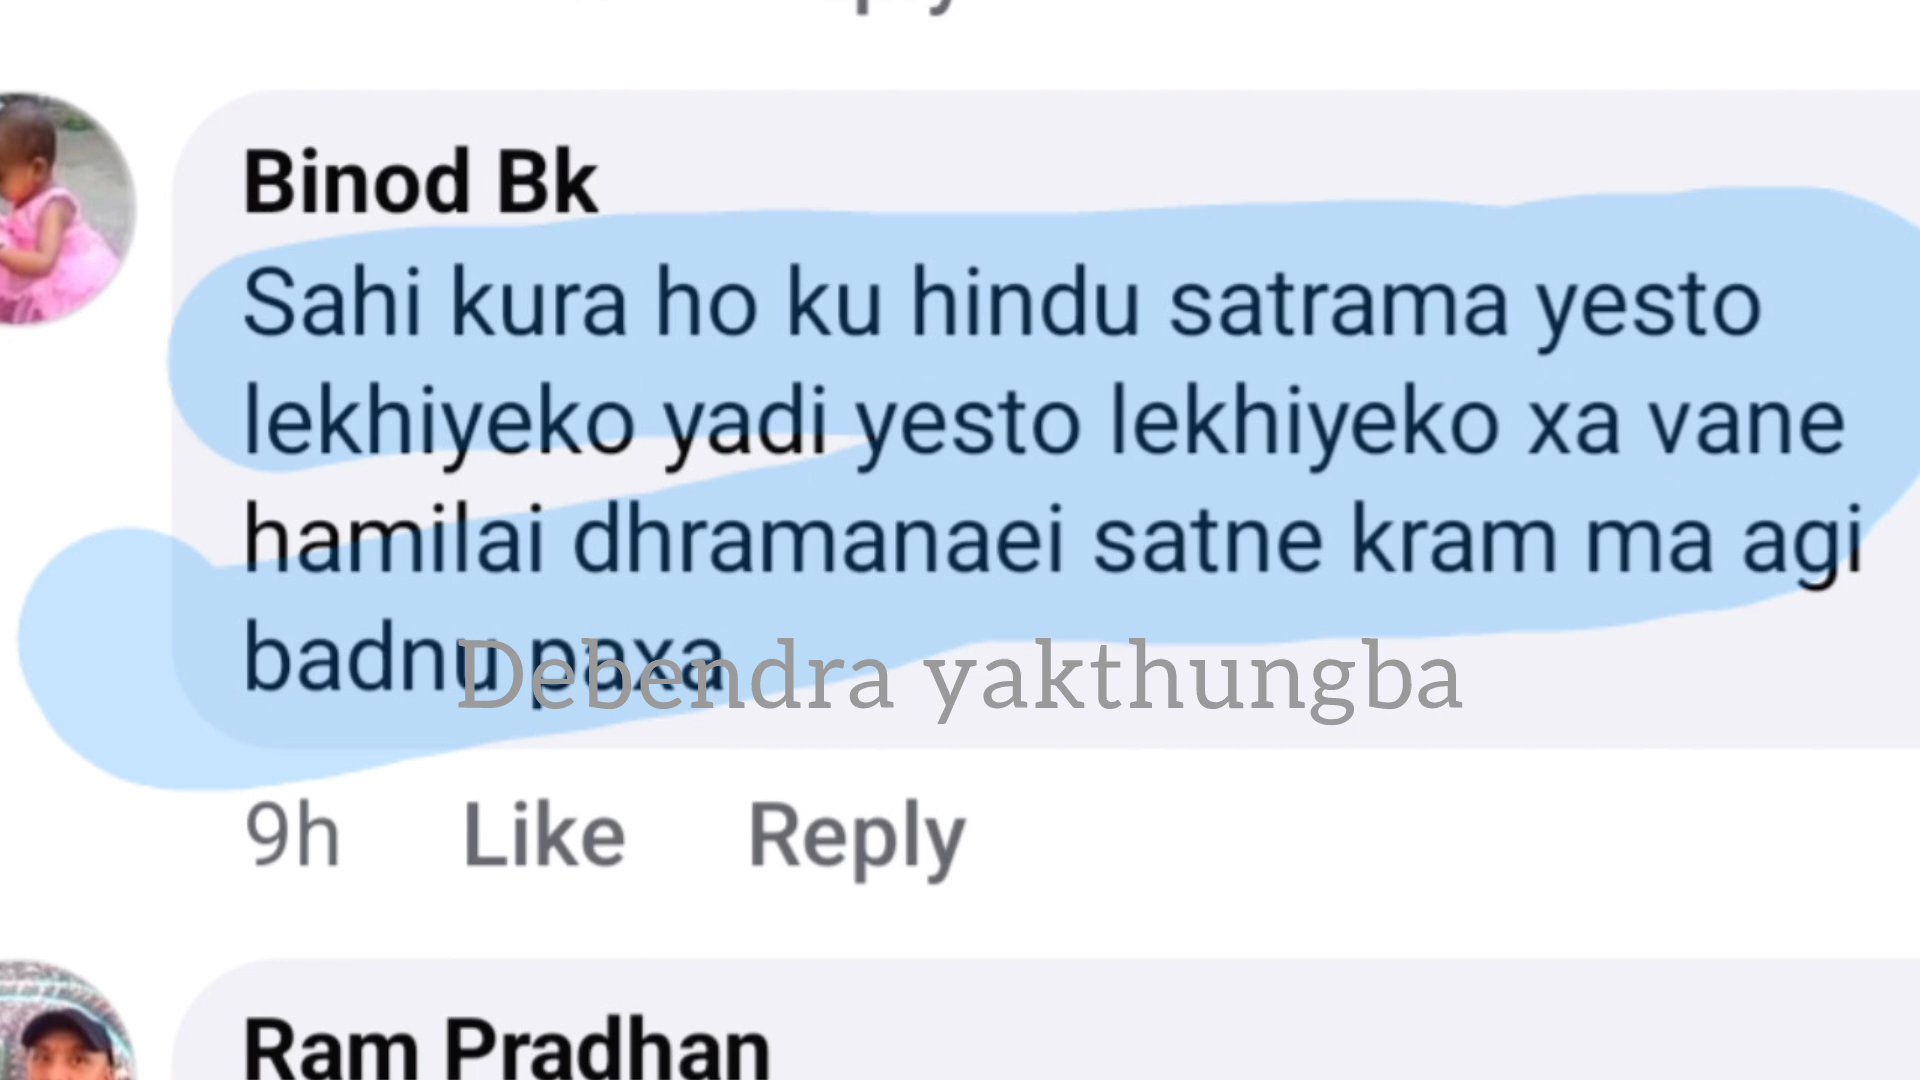 Binod Bk
Sahi kura ho ku hindu satrama yesto
lekhiyeko yadi yesto lekhiyeko xa vane
hamilai dhramanaei satne kram ma agi
badnu paxa
Debendra yakthungba
9h Like Reply
Ram Pradhan